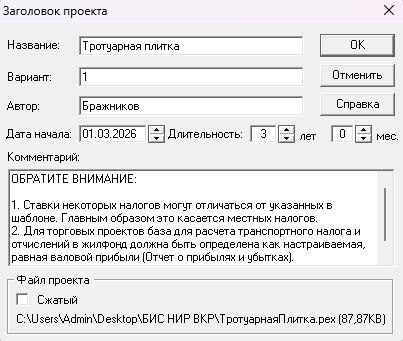 Заголовок проекта
Название: Тротуарная плитка OK
Вариант: 1 Отменить
Автор: Бражников Справка
Дата начала: 01.03.2026 Длительность: 3 лет 0 мес.
Комментарий:
ОБРАТИТЕ ВНИМАНИЕ:
1. Ставки некоторых налогов могут отличаться от указанных в
шаблоне. Главным образом это касается местных налогов.
2. Для торговых проектов база для расчета транспортного налога и
отчислений в жилфонд должна быть определена как настраиваемая,
равная валовой прибыли (Отчет о прибылях и убытках).
Файл проекта
Сжатый
C:\Users\Admin\Desktop\БИС НИР ВКР\ТротуарнаяПлитка.pex (87,87KB)